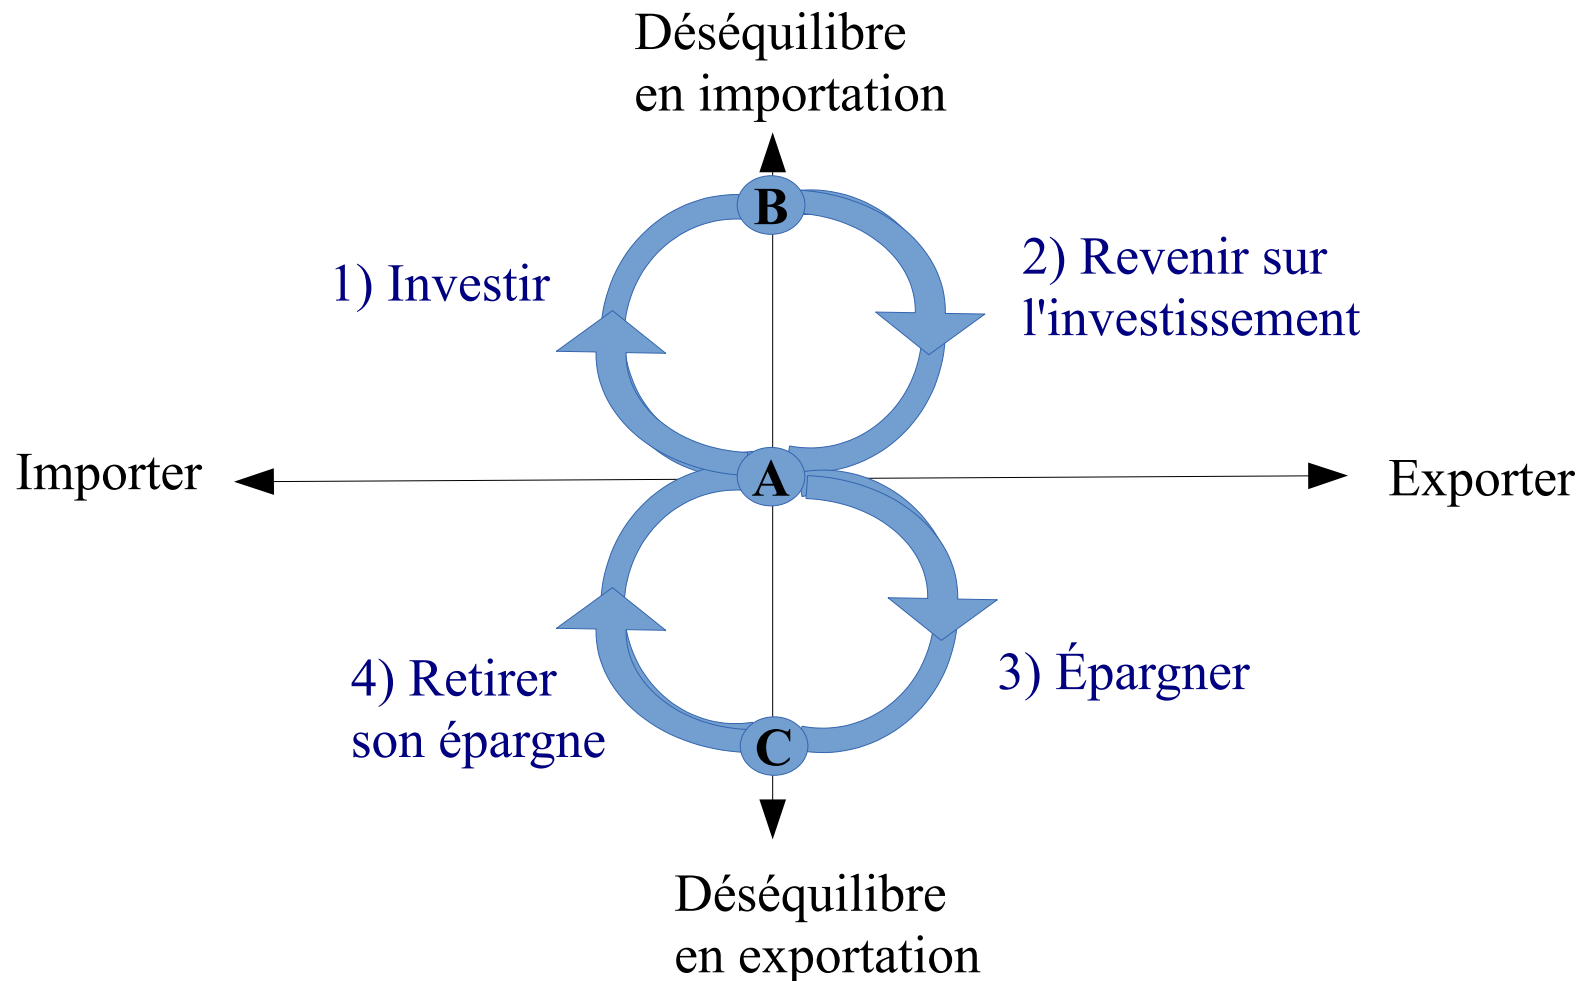 Déséquilibre
en importation
B
2) Revenir sur
l'investissement
1) Investir
Importer
A
Exporter
3) Épargner
4) Retirer
son épargne
C
Déséquilibre
en exportation